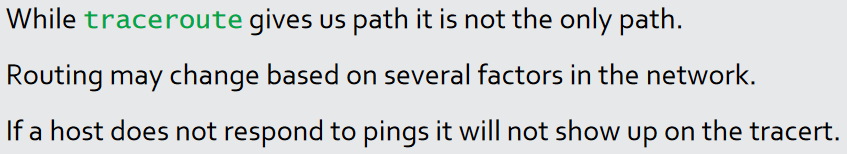 While traceroute gives us path it is not the only path.
Routing may change based on several factors in the network.
If a host does not respond to pings it will not show up on the tracert.